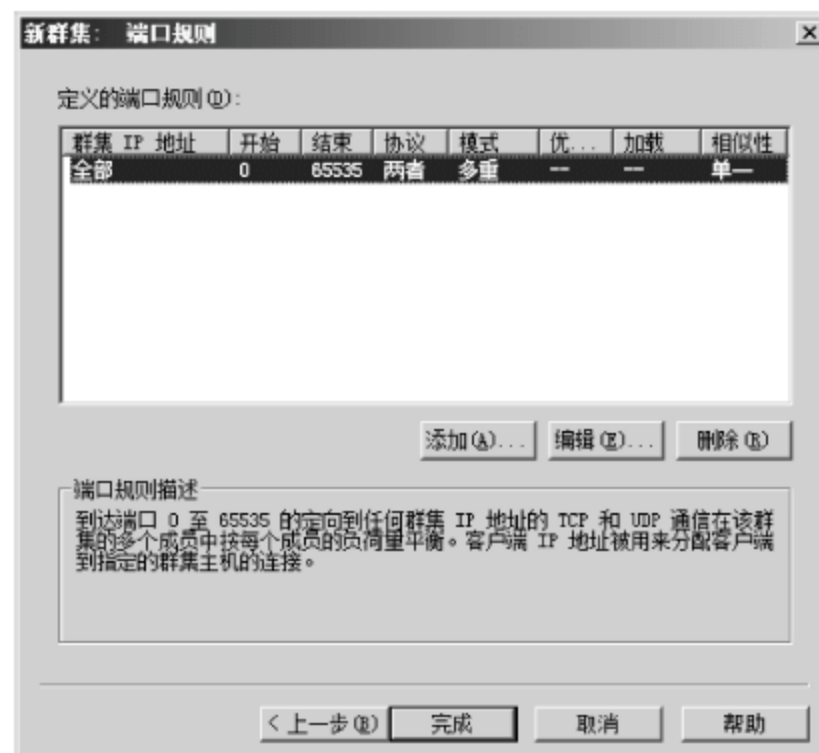 新群集： 端口规则
定义的端口规则(D):
群集 IP 地址 开始 结束 协议 模式 优... 加载 相似性
全部 0 65535 两者 多重 -- -- 单一
添加(A)... 编辑(E)... 删除(R)
端口规则描述
到达端口 0 至 65535 的定向到任何群集 IP 地址的 TCP 和 UDP 通信在该群
集的多个成员中按每个成员的负荷量平衡。客户端 IP 地址被用来分配客户端
到指定的群集主机的连接。
< 上一步(B) 完成 取消 帮助